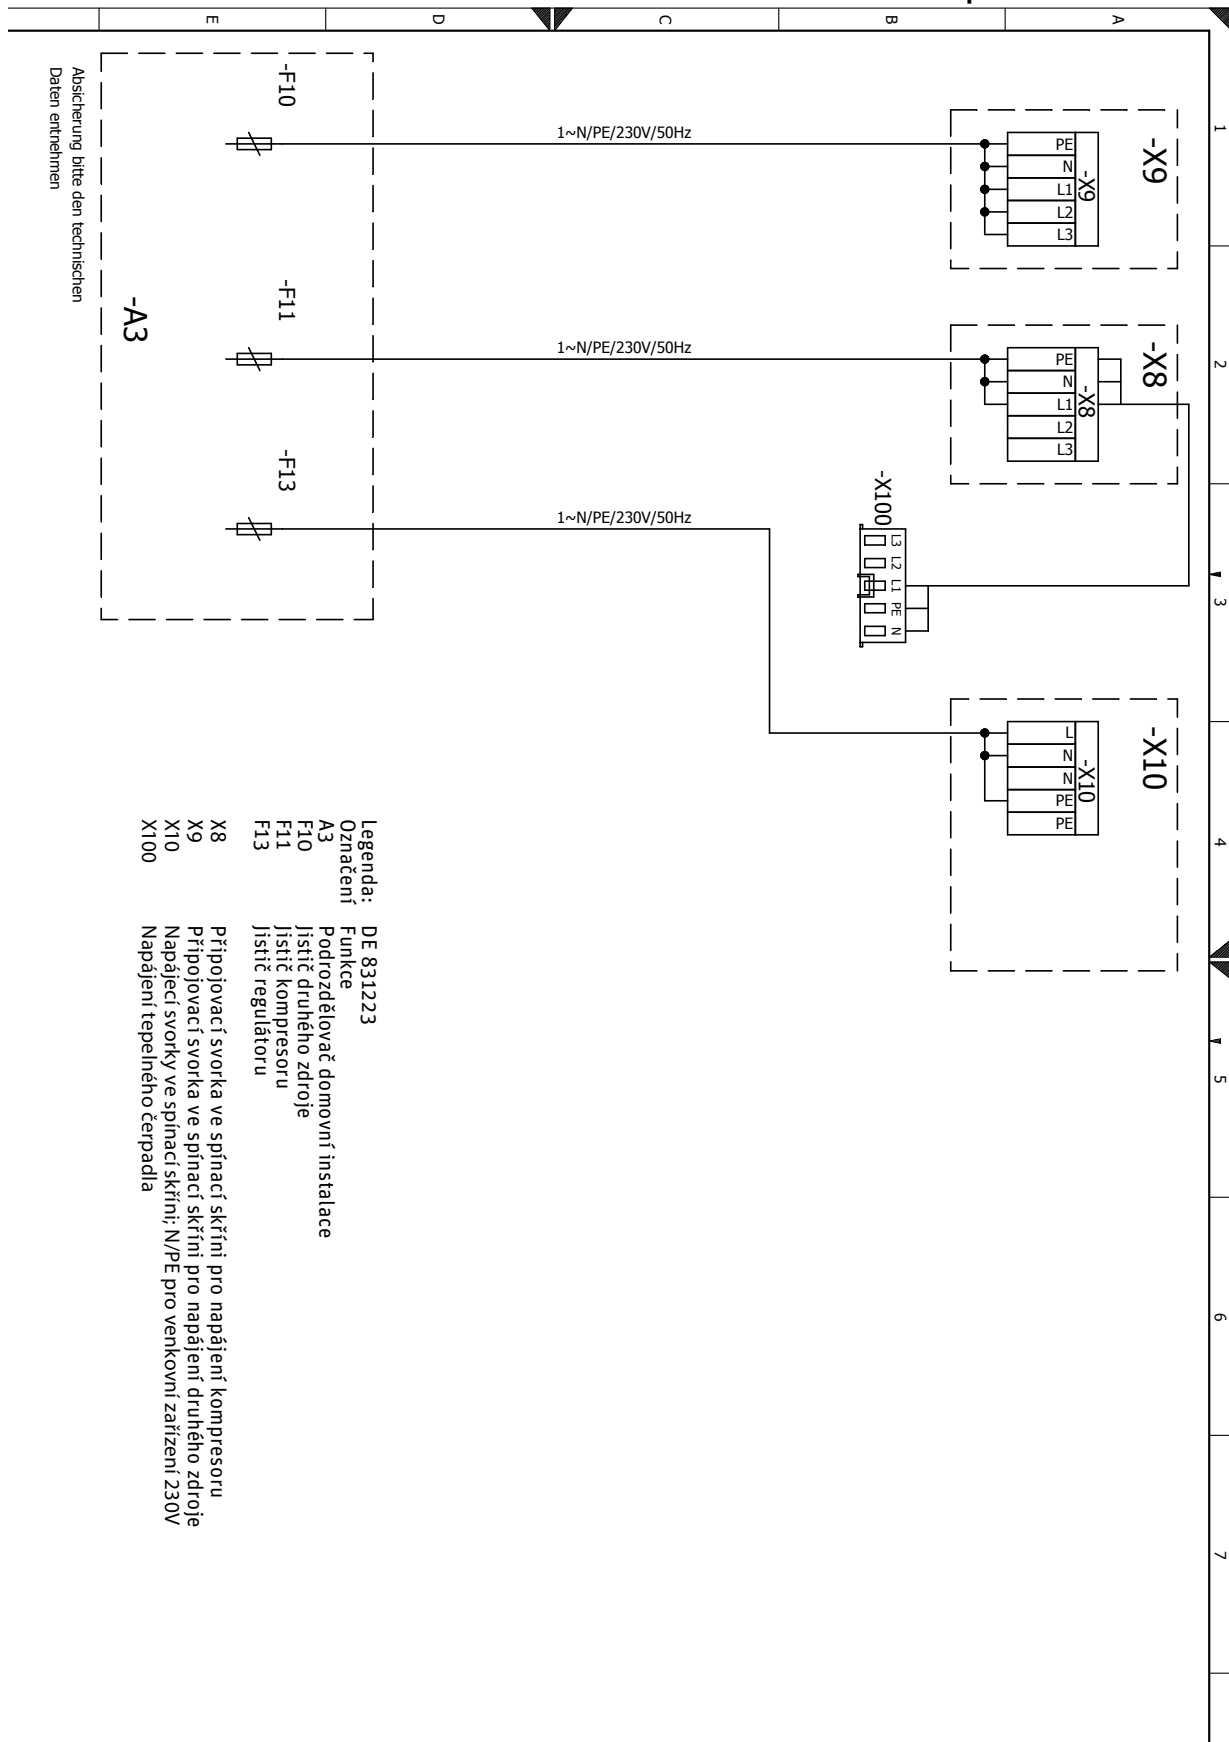 E
D
C
B
A
1
2
3
4
5
6
7
-X9
-X9
PE
N
L1
L2
L3
-X8
-X8
PE
N
L1
L2
L3
-X100
L3
L2
L1
PE
N
-X10
-X10
L
N
N
PE
PE
1~N/PE/230V/50Hz
1~N/PE/230V/50Hz
1~N/PE/230V/50Hz
-F10
-F11
-F13
-A3
Absicherung bitte den technischen
Daten entnehmen
Legenda: DE 831223
Označení Funkce
A3 Podrozdělovač domovní instalace
F10 Jistič druhého zdroje
F11 Jistič kompresoru
F13 Jistič regulátoru
X8 Připojovací svorka ve spínací skříni pro napájení kompresoru
X9 Připojovací svorka ve spínací skříni pro napájení druhého zdroje
X10 Napájecí svorky ve spínací skříni; N/PE pro venkovní zařízení 230V
X100 Napájení tepelného čerpadla